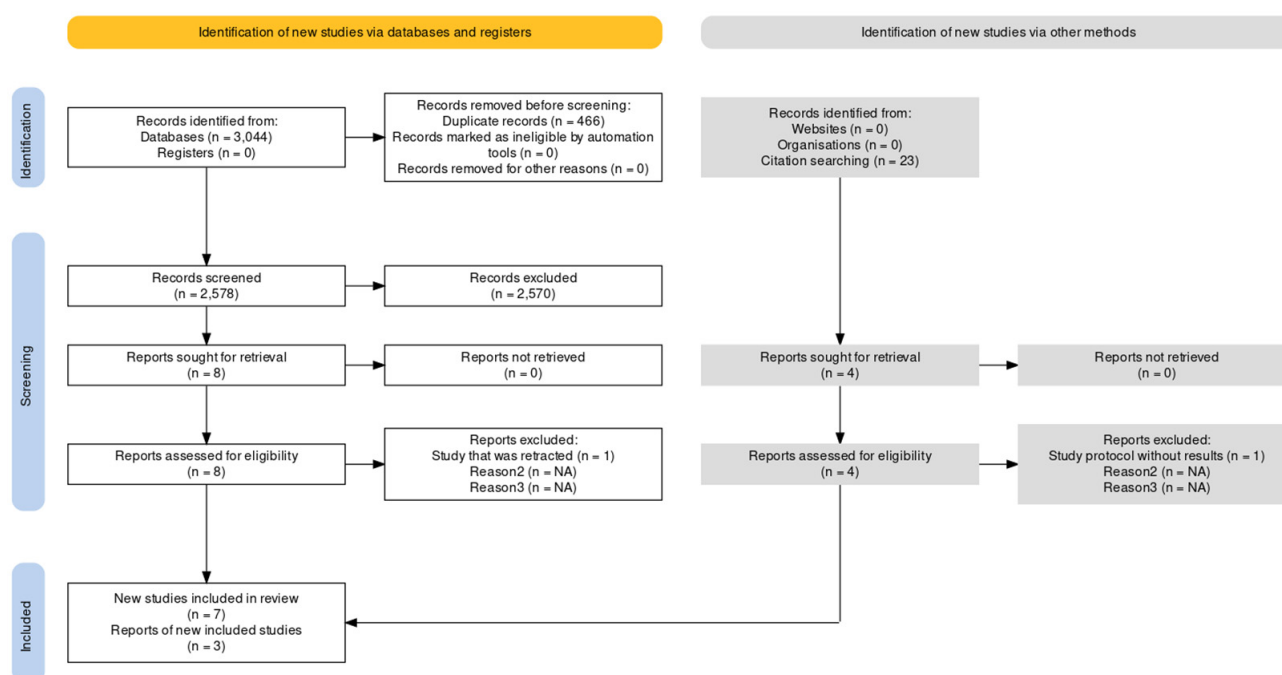 Identification of new studies via databases and registers
Identification of new studies via other methods
Identification
Records identified from:
Databases (n = 3,044)
Registers (n = 0)
Records removed before screening:
Duplicate records (n = 466)
Records marked as ineligible by automation
tools (n = 0)
Records removed for other reasons (n = 0)
Records identified from:
Websites (n = 0)
Organisations (n = 0)
Citation searching (n = 23)
Screening
Records screened
(n = 2,578)
Records excluded
(n = 2,570)
Reports sought for retrieval
(n = 8)
Reports not retrieved
(n = 0)
Reports sought for retrieval
(n = 4)
Reports not retrieved
(n = 0)
Reports assessed for eligibility
(n = 8)
Reports excluded:
Study that was retracted (n = 1)
Reason2 (n = NA)
Reason3 (n = NA)
Reports assessed for eligibility
(n = 4)
Reports excluded:
Study protocol without results (n = 1)
Reason2 (n = NA)
Reason3 (n = NA)
Included
New studies included in review
(n = 7)
Reports of new included studies
(n = 3)